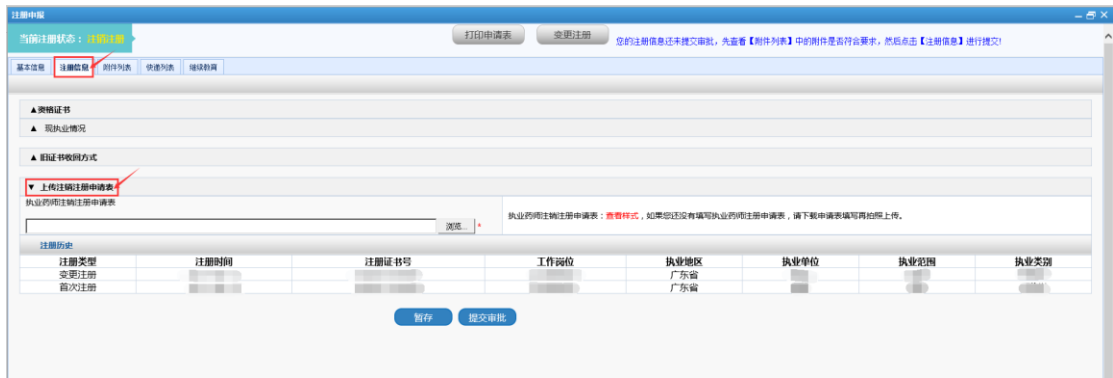 注册申报
当前注册状态：注销注册
打印申请表 变更注册 您的注册信息还未提交审批，先查看【附件列表】中的附件是否符合要求，然后点击【注册信息】进行提交!
基本信息 注册信息 附件列表 快递列表 继续教育
▲资格证书
▲ 现执业情况
▲ 旧证书收回方式
▼ 上传注销注册申请表
执业药师注销注册申请表
执业药师注销注册申请表：查看样式，如果您还没有填写执业药师注册申请表，请下载申请表填写再拍照上传。
浏览... *
注册历史
注册类型 注册时间 注册证书号 工作岗位 执业地区 执业单位 执业范围 执业类别
变更注册 广东省
首次注册 广东省
暂存 提交审批